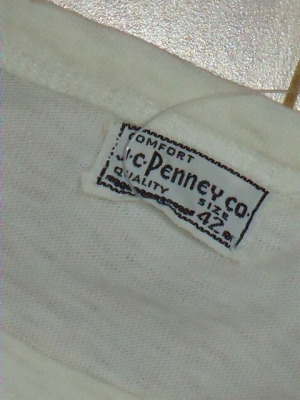 COMFORT
J.C. Penney CO.
QUALITY SIZE 42